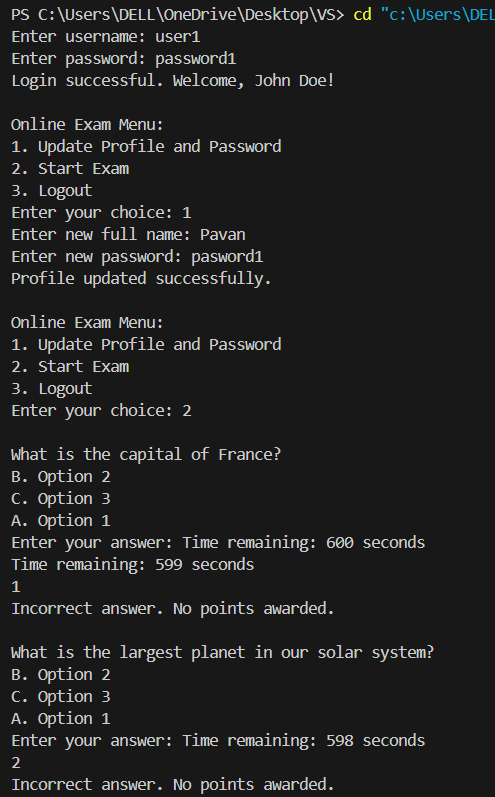 PS C:\Users\DELL\OneDrive\Desktop\VS> cd "c:\Users\DEL
Enter username: user1
Enter password: password1
Login successful. Welcome, John Doe!
Online Exam Menu:
1. Update Profile and Password
2. Start Exam
3. Logout
Enter your choice: 1
Enter new full name: Pavan
Enter new password: pasword1
Profile updated successfully.
Online Exam Menu:
1. Update Profile and Password
2. Start Exam
3. Logout
Enter your choice: 2
What is the capital of France?
B. Option 2
C. Option 3
A. Option 1
Enter your answer: Time remaining: 600 seconds
Time remaining: 599 seconds
1
Incorrect answer. No points awarded.
What is the largest planet in our solar system?
B. Option 2
C. Option 3
A. Option 1
Enter your answer: Time remaining: 598 seconds
2
Incorrect answer. No points awarded.